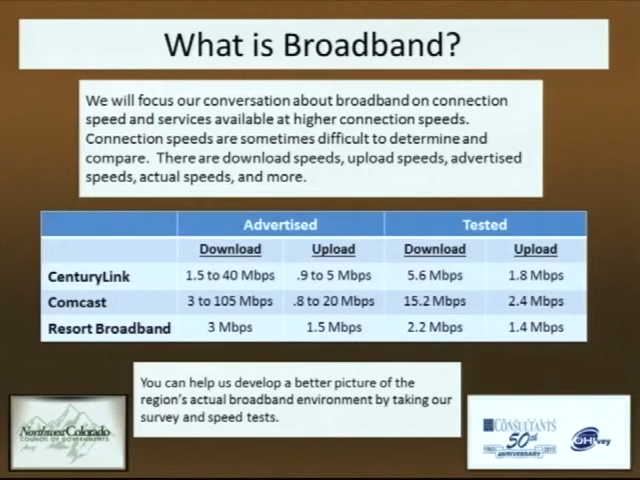 What is Broadband?
We will focus our conversation about broadband on connection
speed and services available at higher connection speeds.
Connection speeds are sometimes difficult to determine and
compare. There are download speeds, upload speeds, advertised
speeds, actual speeds, and more.
Advertised Tested
Download Upload Download Upload
CenturyLink 1.5 to 40 Mbps .9 to 5 Mbps 5.6 Mbps 1.8 Mbps
Comcast 3 to 105 Mbps .8 to 20 Mbps 15.2 Mbps 2.4 Mbps
Resort Broadband 3 Mbps 1.5 Mbps 2.2 Mbps 1.4 Mbps
You can help us develop a better picture of the
region's actual broadband environment by taking our
survey and speed tests.
Northwest Colorado
COUNCIL OF GOVERNMENTS
CONSULTANTS
50th
ANNIVERSARY